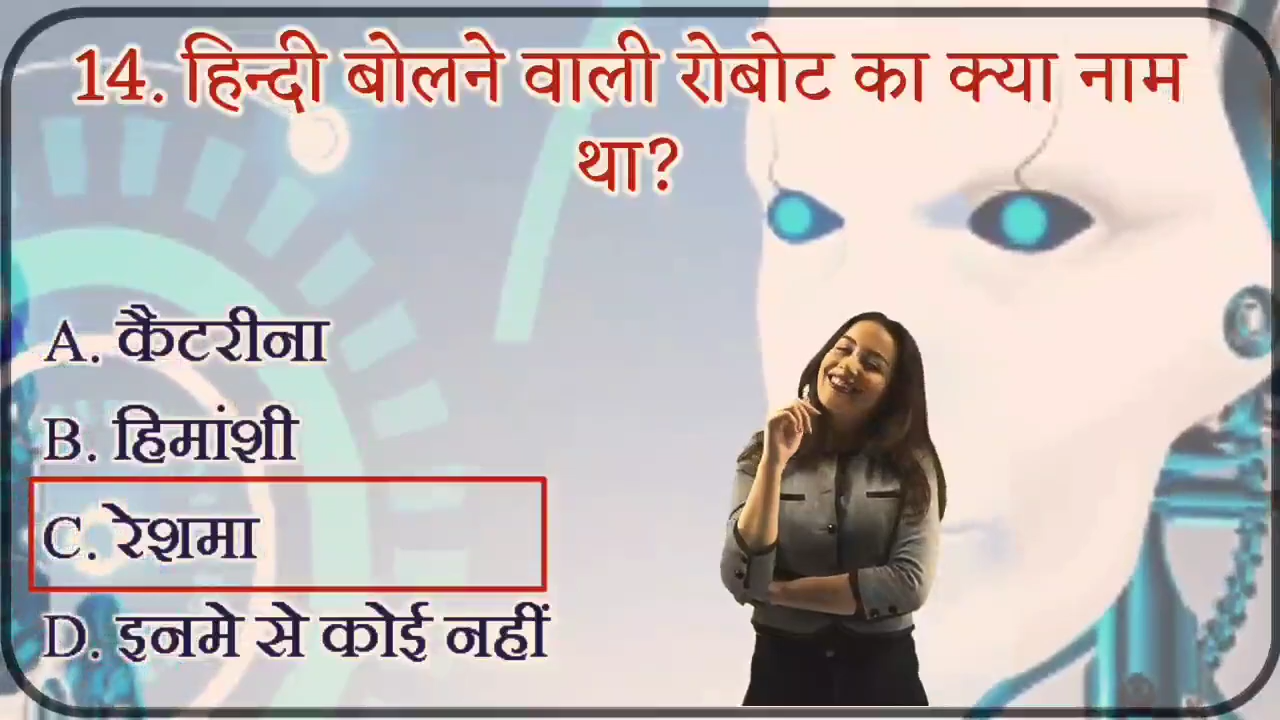 14. हिन्दी बोलने वाली रोबोट का क्या नाम
था?
A. कैटरीना
B. हिमांशी
C. रेशमा
D. इनमे से कोई नहीं